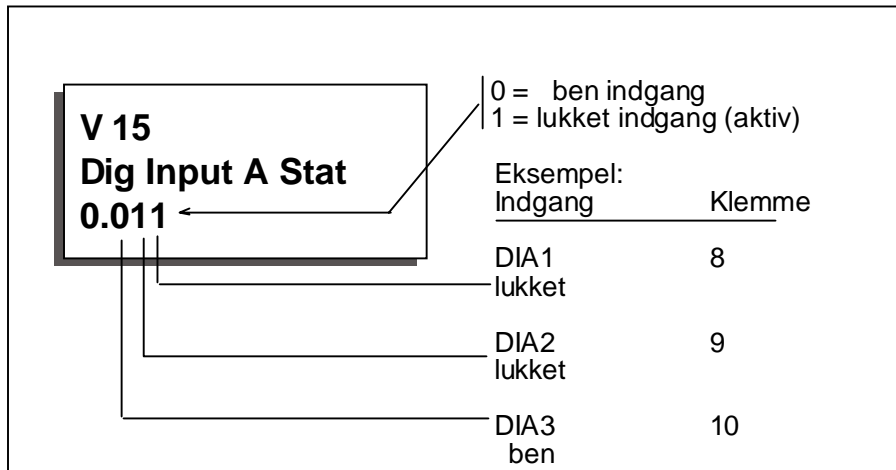 V 15
Dig Input A Stat
0.011
0 = ben indgang
1 = lukket indgang (aktiv)
Eksempel:
Indgang Klemme
DIA1 8
lukket
DIA2 9
lukket
DIA3 10
ben